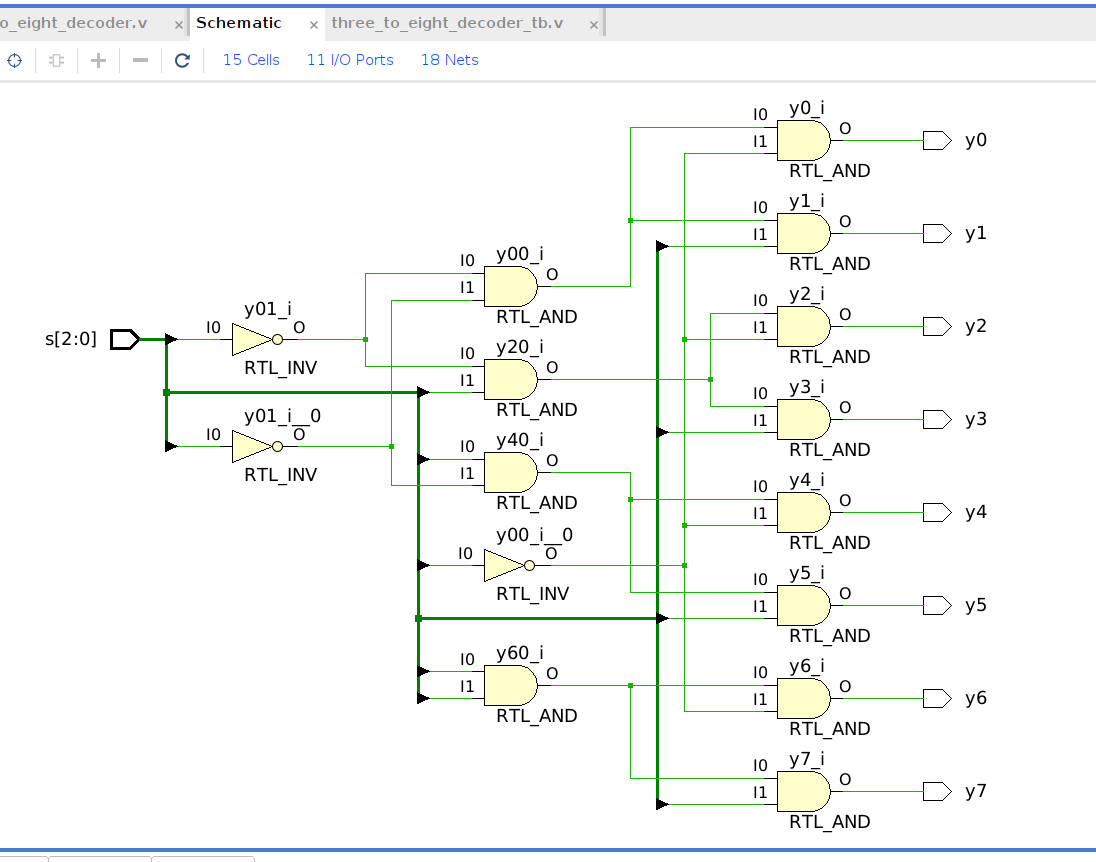 o_eight_decoder.v × Schematic × three_to_eight_decoder_tb.v ×
15 Cells 11 I/O Ports 18 Nets
y0_i
I0 O
I1 y0
RTL_AND
y1_i
I0 O
I1 y1
RTL_AND
y00_i
I0 O
I1
RTL_AND
y2_i
I0 O
I1 y2
RTL_AND
y01_i
s[2:0] I0 O
RTL_INV
y20_i
I0 O
I1
RTL_AND
y3_i
I0 O
I1 y3
RTL_AND
y01_i__0
I0 O
RTL_INV
y40_i
I0 O
I1
RTL_AND
y4_i
I0 O
I1 y4
RTL_AND
y00_i__0
I0 O
RTL_INV
y5_i
I0 O
I1 y5
RTL_AND
y60_i
I0 O
I1
RTL_AND
y6_i
I0 O
I1 y6
RTL_AND
y7_i
I0 O
I1 y7
RTL_AND